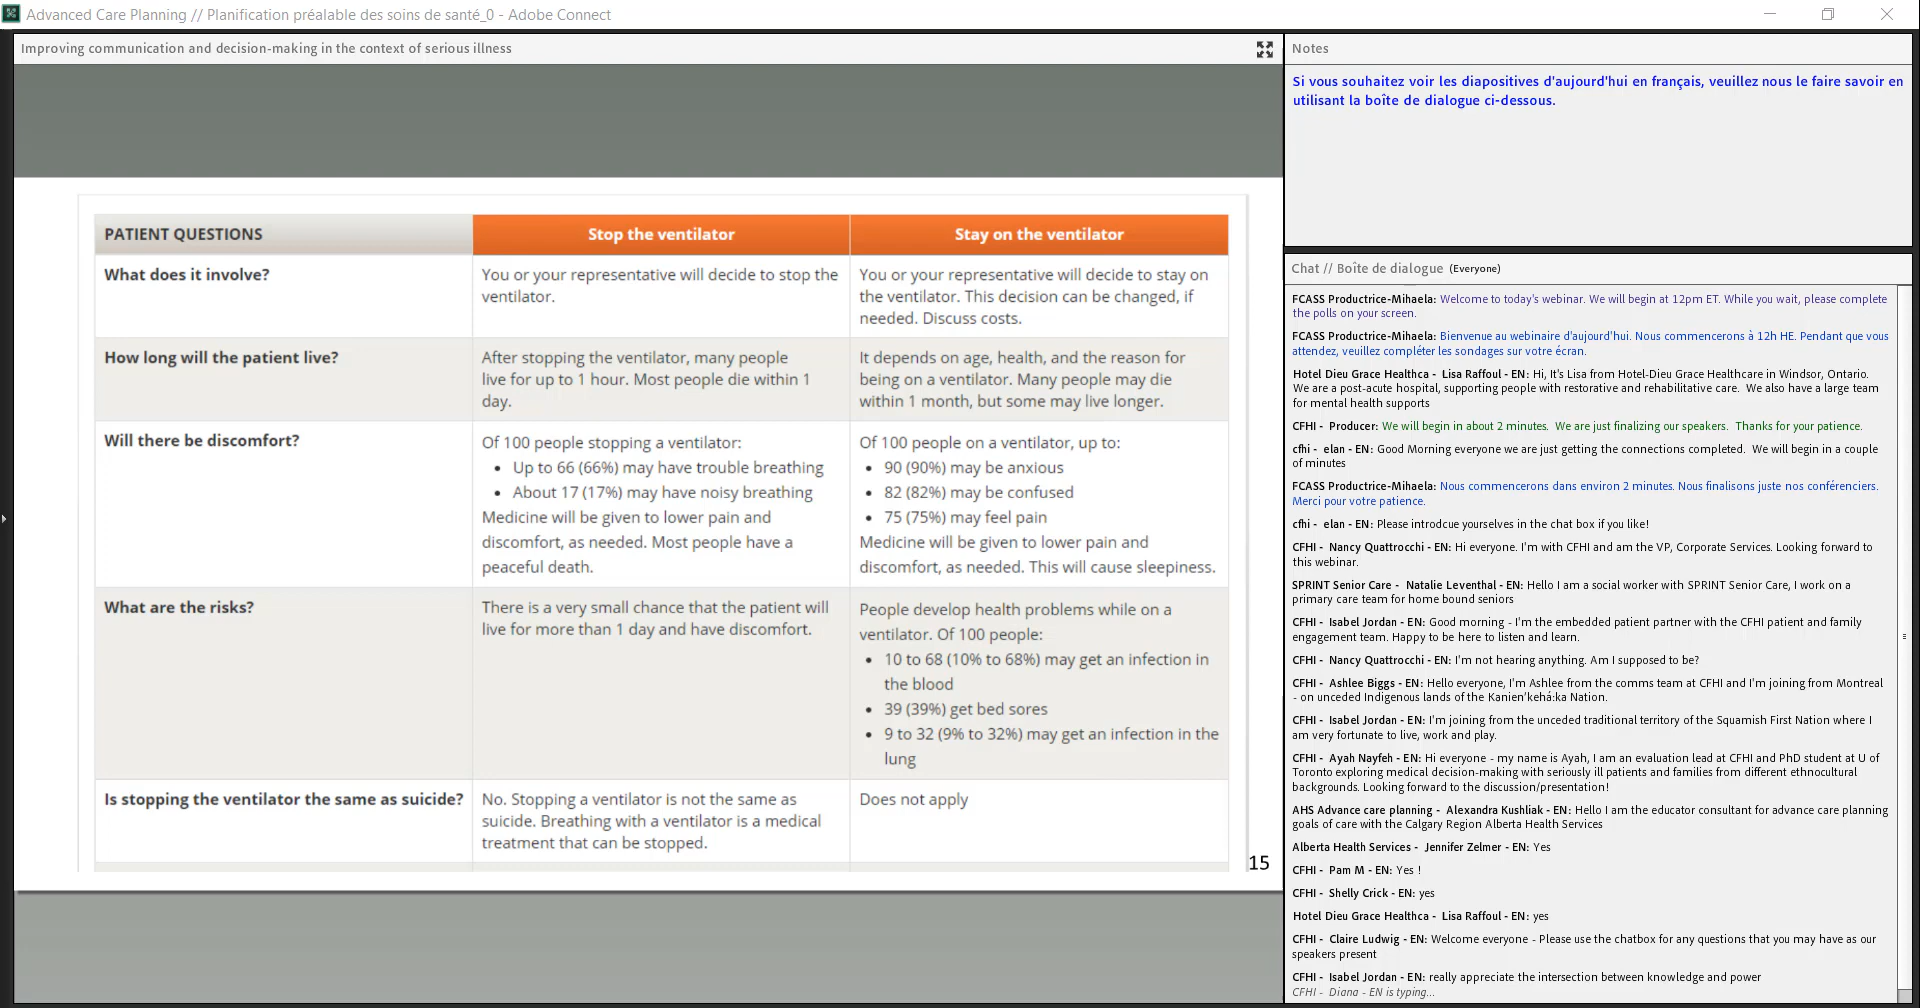 Advanced Care Planning // Planification préalable des soins de santé_0 - Adobe Connect
Improving communication and decision-making in the context of serious illness
PATIENT QUESTIONS
Stop the ventilator
Stay on the ventilator
What does it involve?
You or your representative will decide to stop the
ventilator.
You or your representative will decide to stay on
the ventilator. This decision can be changed, if
needed. Discuss costs.
How long will the patient live?
After stopping the ventilator, many people
live for up to 1 hour. Most people die within 1
day.
It depends on age, health, and the reason for
being on a ventilator. Many people may die
within 1 month, but some may live longer.
Will there be discomfort?
Of 100 people stopping a ventilator:
• Up to 66 (66%) may have trouble breathing
• About 17 (17%) may have noisy breathing
Medicine will be given to lower pain and
discomfort, as needed. Most people have a
peaceful death.
Of 100 people on a ventilator, up to:
• 90 (90%) may be anxious
• 82 (82%) may be confused
• 75 (75%) may feel pain
Medicine will be given to lower pain and
discomfort, as needed. This will cause sleepiness.
What are the risks?
There is a very small chance that the patient will
live for more than 1 day and have discomfort.
People develop health problems while on a
ventilator. Of 100 people:
• 10 to 68 (10% to 68%) may get an infection in
the blood
• 39 (39%) get bed sores
• 9 to 32 (9% to 32%) may get an infection in the
lung
Is stopping the ventilator the same as suicide?
No. Stopping a ventilator is not the same as
suicide. Breathing with a ventilator is a medical
treatment that can be stopped.
Does not apply
15
Notes
Si vous souhaitez voir les diapositives d'aujourd'hui en français, veuillez nous le faire savoir en
utilisant la boîte de dialogue ci-dessous.
Chat // Boîte de dialogue (Everyone)
FCASS Productrice-Mihaela: Welcome to today's webinar. We will begin at 12pm ET. While you wait, please complete
the polls on your screen.
FCASS Productrice-Mihaela: Bienvenue au webinaire d'aujourd'hui. Nous commencerons à 12h HE. Pendant que vous
attendez, veuillez compléter les sondages sur votre écran.
Hotel Dieu Grace Healthca - Lisa Raffoul - EN: Hi, It's Lisa from Hotel-Dieu Grace Healthcare in Windsor, Ontario.
We are a post-acute hospital, supporting people with restorative and rehabilitative care. We also have a large team
for mental health supports
CFHI - Producer: We will begin in about 2 minutes. We are just finalizing our speakers. Thanks for your patience.
cfhi - elan - EN: Good Morning everyone we are just getting the connections completed. We will begin in a couple
of minutes
FCASS Productrice-Mihaela: Nous commencerons dans environ 2 minutes. Nous finalisons juste nos conférenciers.
Merci pour votre patience.
cfhi - elan - EN: Please introdcue yourselves in the chat box if you like!
CFHI - Nancy Quattrocchi - EN: Hi everyone. I'm with CFHI and am the VP, Corporate Services. Looking forward to
this webinar.
SPRINT Senior Care - Natalie Leventhal - EN: Hello I am a social worker with SPRINT Senior Care, I work on a
primary care team for home bound seniors
CFHI - Isabel Jordan - EN: Good morning - I'm the embedded patient partner with the CFHI patient and family
engagement team. Happy to be here to listen and learn.
CFHI - Nancy Quattrocchi - EN: I'm not hearing anything. Am I supposed to be?
CFHI - Ashlee Biggs - EN: Hello everyone, I'm Ashlee from the comms team at CFHI and I'm joining from Montreal
- on unceded Indigenous lands of the Kanien'kehá:ka Nation.
CFHI - Isabel Jordan - EN: I'm joining from the unceded traditional territory of the Squamish First Nation where I
am very fortunate to live, work and play.
CFHI - Ayah Nayfeh - EN: Hi everyone - my name is Ayah, I am an evaluation lead at CFHI and PhD student at U of
Toronto exploring medical decision-making with seriously ill patients and families from different ethnocultural
backgrounds. Looking forward to the discussion/presentation!
AHS Advance care planning - Alexandra Kushliak - EN: Hello I am the educator consultant for advance care planning
goals of care with the Calgary Region Alberta Health Services
Alberta Health Services - Jennifer Zelmer - EN: Yes
CFHI - Pam M - EN: Yes !
CFHI - Shelly Crick - EN: yes
Hotel Dieu Grace Healthca - Lisa Raffoul - EN: yes
CFHI - Claire Ludwig - EN: Welcome everyone - Please use the chatbox for any questions that you may have as our
speakers present
CFHI - Isabel Jordan - EN: really appreciate the intersection between knowledge and power
CFHI - Diana - EN is typing...